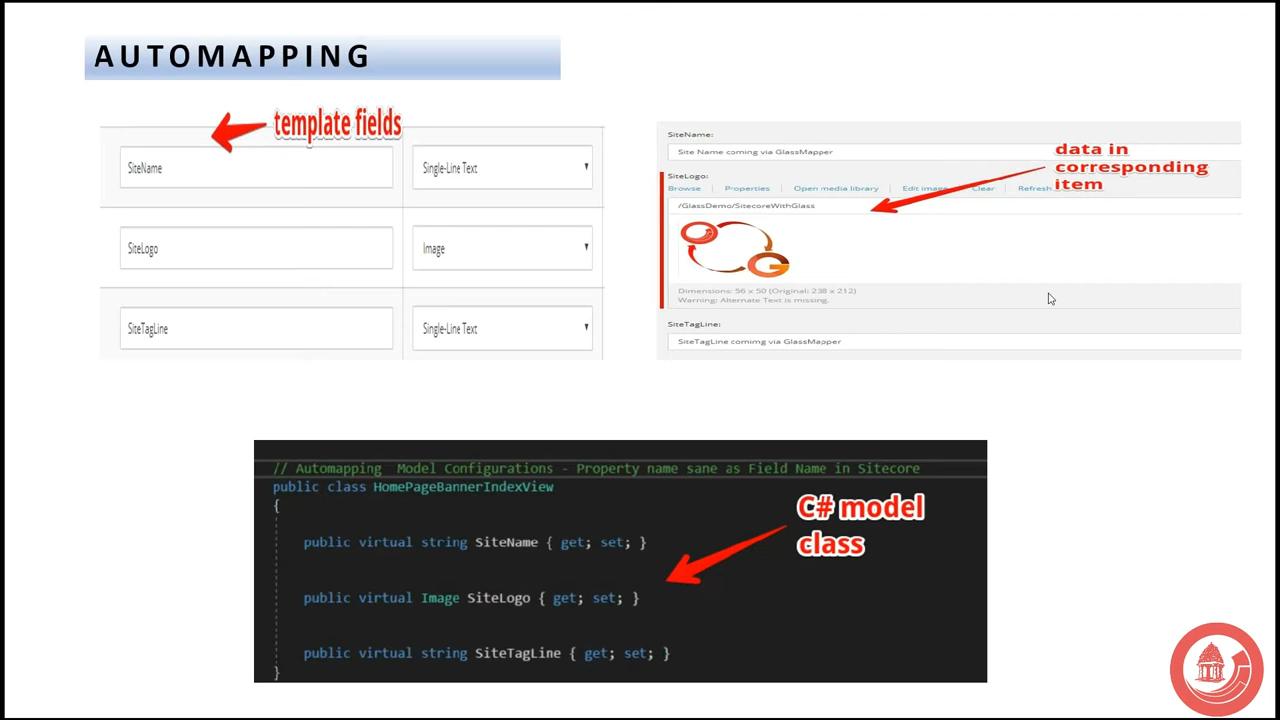 AUTOMAPPING
template fields
SiteName
Single-Line Text
SiteLogo
Image
SiteTagLine
Single-Line Text
SiteName:
Site Name coming via GlassMapper
data in
corresponding
item
SiteLogo:
Browse Properties Open media library Edit image Clear Refresh
/GlassDemo/SitecoreWithGlass
Dimensions: 56 x 50 (Original: 238 x 212)
Warning: Alternate Text is missing.
SiteTagLine:
SiteTagLine comimg via GlassMapper
// Automapping Model Configurations - Property name sane as Field Name in Sitecore
public class HomePageBannerIndexView
{
public virtual string SiteName { get; set; }
public virtual Image SiteLogo { get; set; }
public virtual string SiteTagLine { get; set; }
}
C# model
class